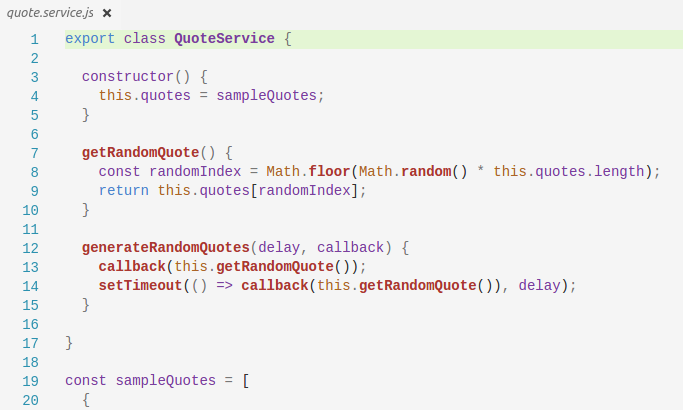 quote.service.js ×
1 export class QuoteService {
2
3   constructor() {
4     this.quotes = sampleQuotes;
5   }
6
7   getRandomQuote() {
8     const randomIndex = Math.floor(Math.random() * this.quotes.length);
9     return this.quotes[randomIndex];
10   }
11
12   generateRandomQuotes(delay, callback) {
13     callback(this.getRandomQuote());
14     setTimeout(() => callback(this.getRandomQuote()), delay);
15   }
16
17 }
18
19 const sampleQuotes = [
20   {